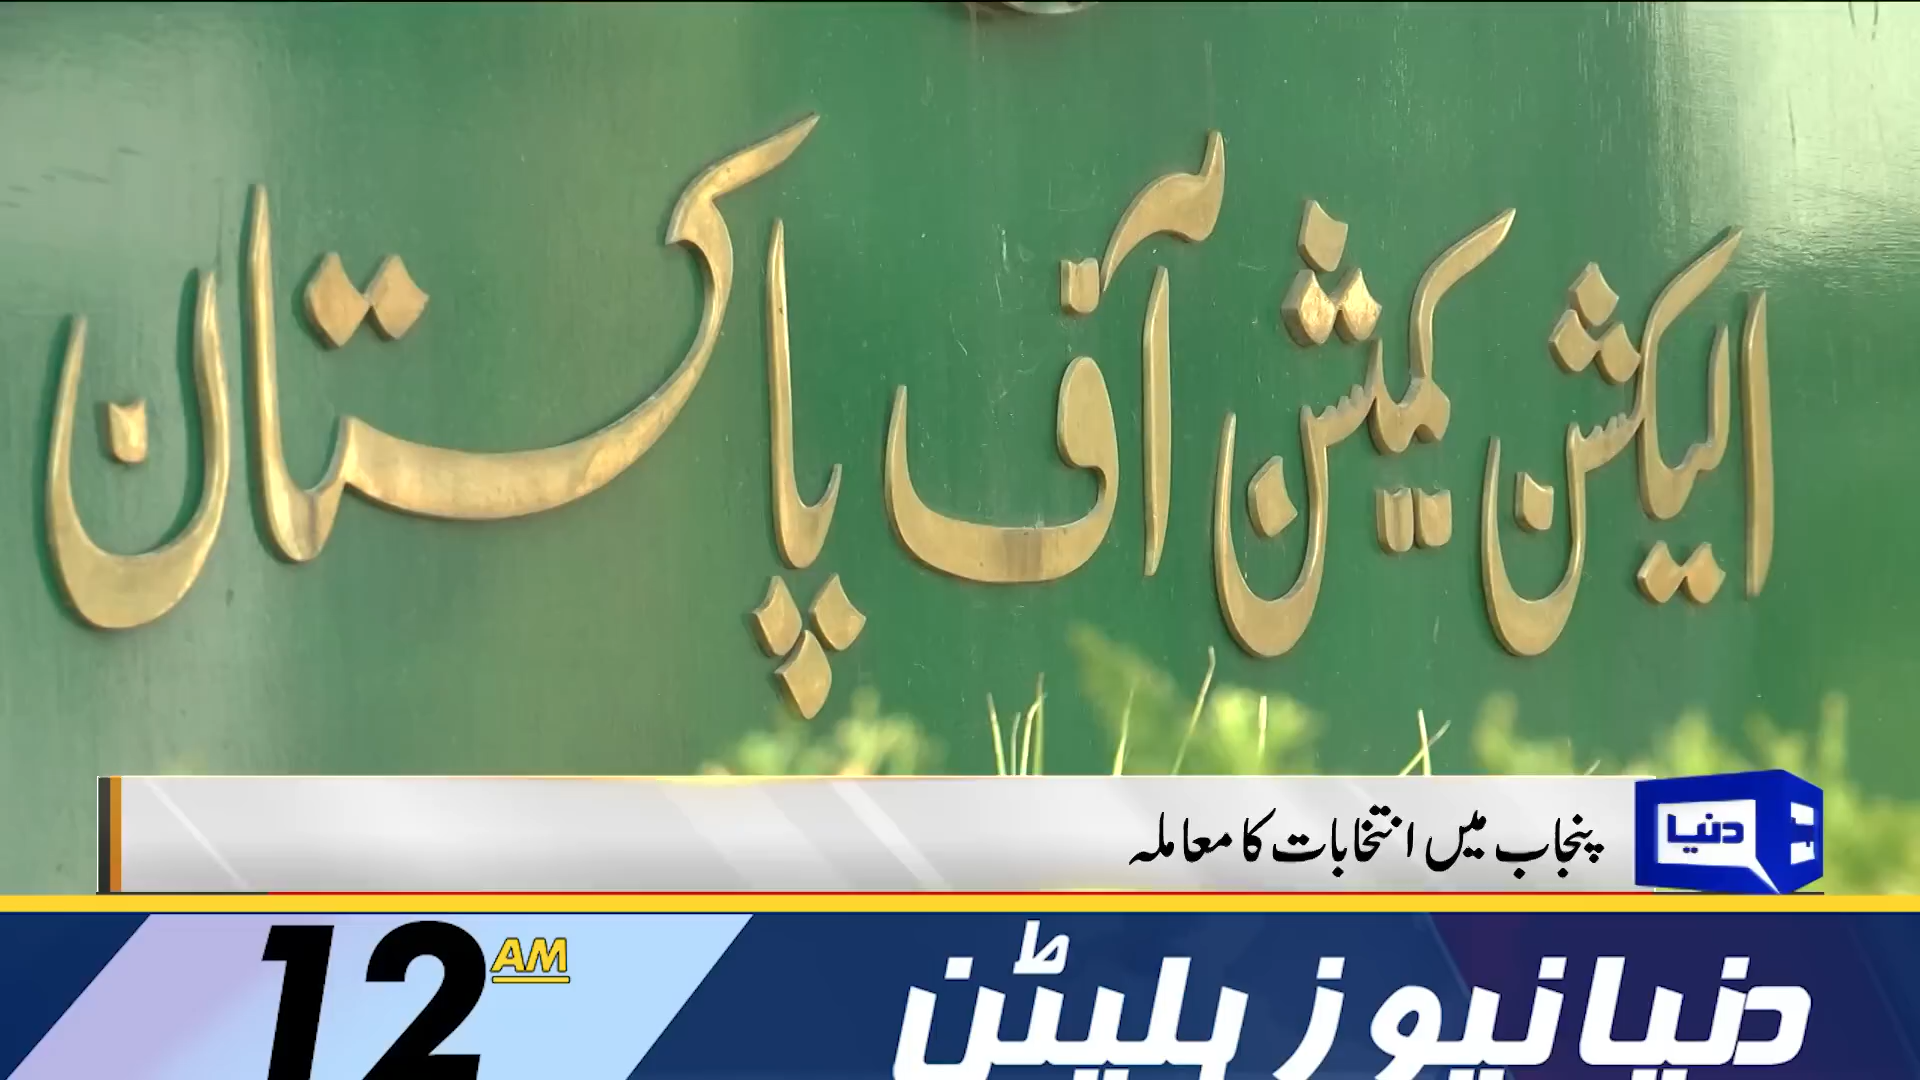 الیکشن کمیشن آف پاکستان
پنجاب میں انتخابات کا معاملہ
دنیا
12 AM
دنیا نیوز بلیٹن